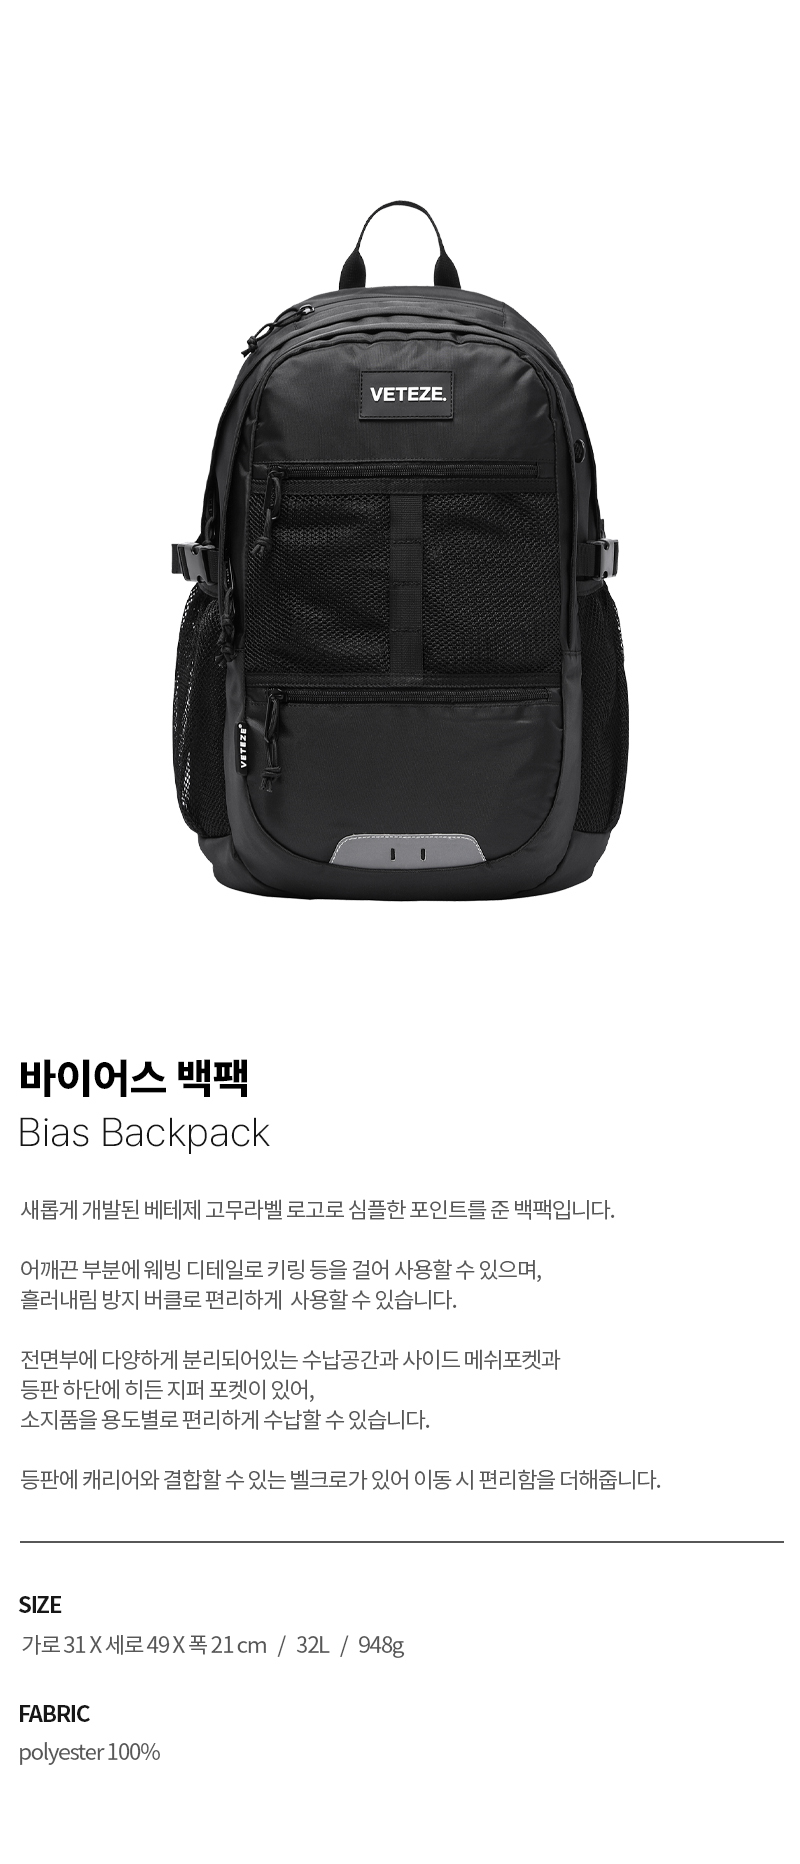 VETEZE.
VETEZE
바이어스 백팩
Bias Backpack
새롭게 개발된 베테제 고무라벨 로고로 심플한 포인트를 준 백팩입니다.
어깨끈 부분에 웨빙 디테일로 키링 등을 걸어 사용할 수 있으며,
흘러내림 방지 버클로 편리하게 사용할 수 있습니다.
전면부에 다양하게 분리되어있는 수납공간과 사이드 메쉬포켓과
등판 하단에 히든 지퍼 포켓이 있어,
소지품을 용도별로 편리하게 수납할 수 있습니다.
등판에 캐리어와 결합할 수 있는 벨크로가 있어 이동 시 편리함을 더해줍니다.
SIZE
가로 31 X 세로 49 X 폭 21 cm / 32L / 948g
FABRIC
polyester 100%